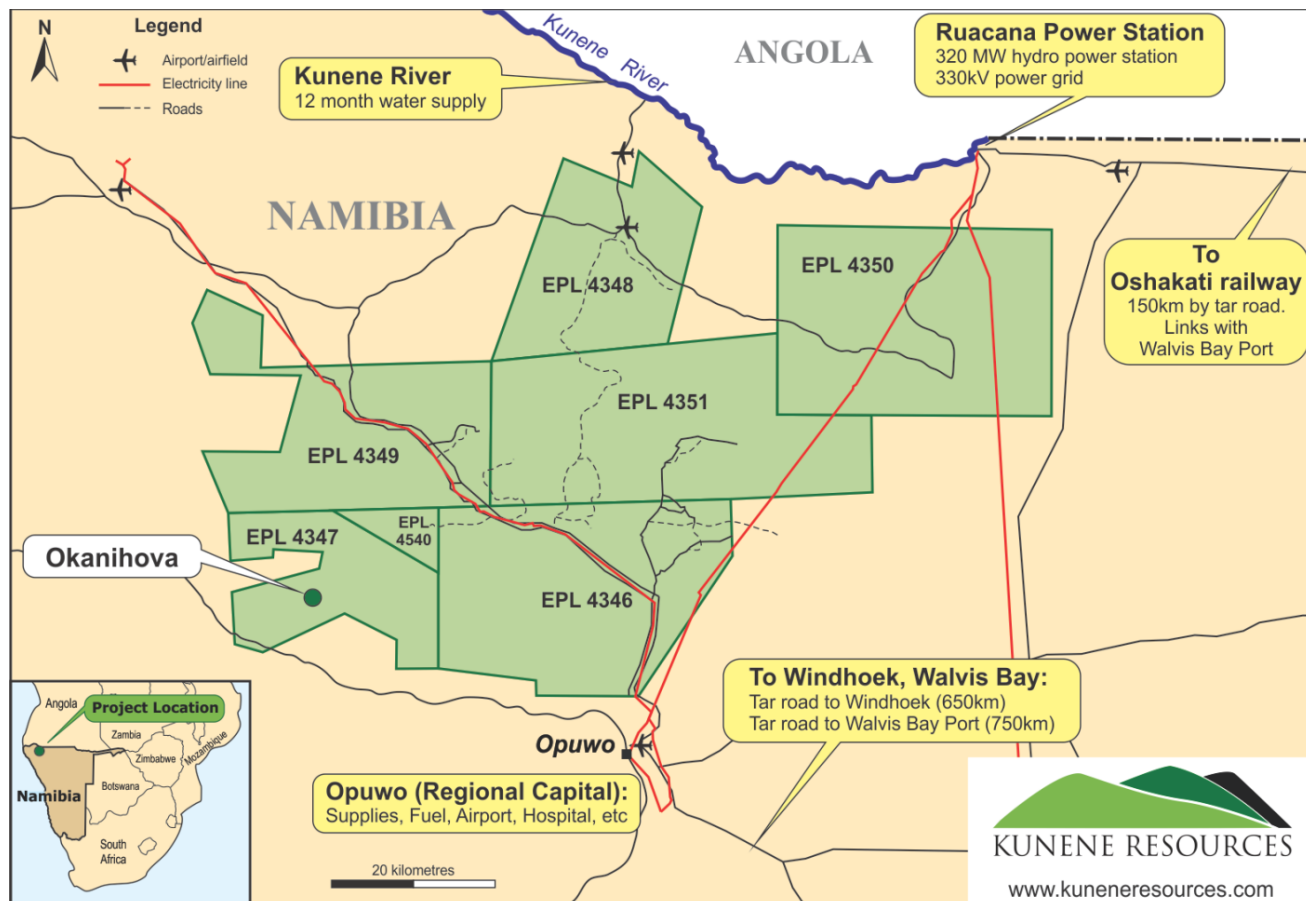 N
Legend
Airport/airfield
Electricity line
Roads
Kunene River
12 month water supply
Kunene River
ANGOLA
Ruacana Power Station
320 MW hydro power station
330kV power grid
NAMIBIA
To
Oshakati railway
150km by tar road.
Links with
Walvis Bay Port
EPL 4348
EPL 4350
EPL 4351
EPL 4349
EPL 4347
EPL
4540
EPL 4346
Okanihova
To Windhoek, Walvis Bay:
Tar road to Windhoek (650km)
Tar road to Walvis Bay Port (750km)
Opuwo
Opuwo (Regional Capital):
Supplies, Fuel, Airport, Hospital, etc
20 kilometres
Angola
Project Location
Zambia
Zimbabwe
Mozambique
Namibia
Botswana
South
Africa
KUNENE RESOURCES
www.kuneneresources.com